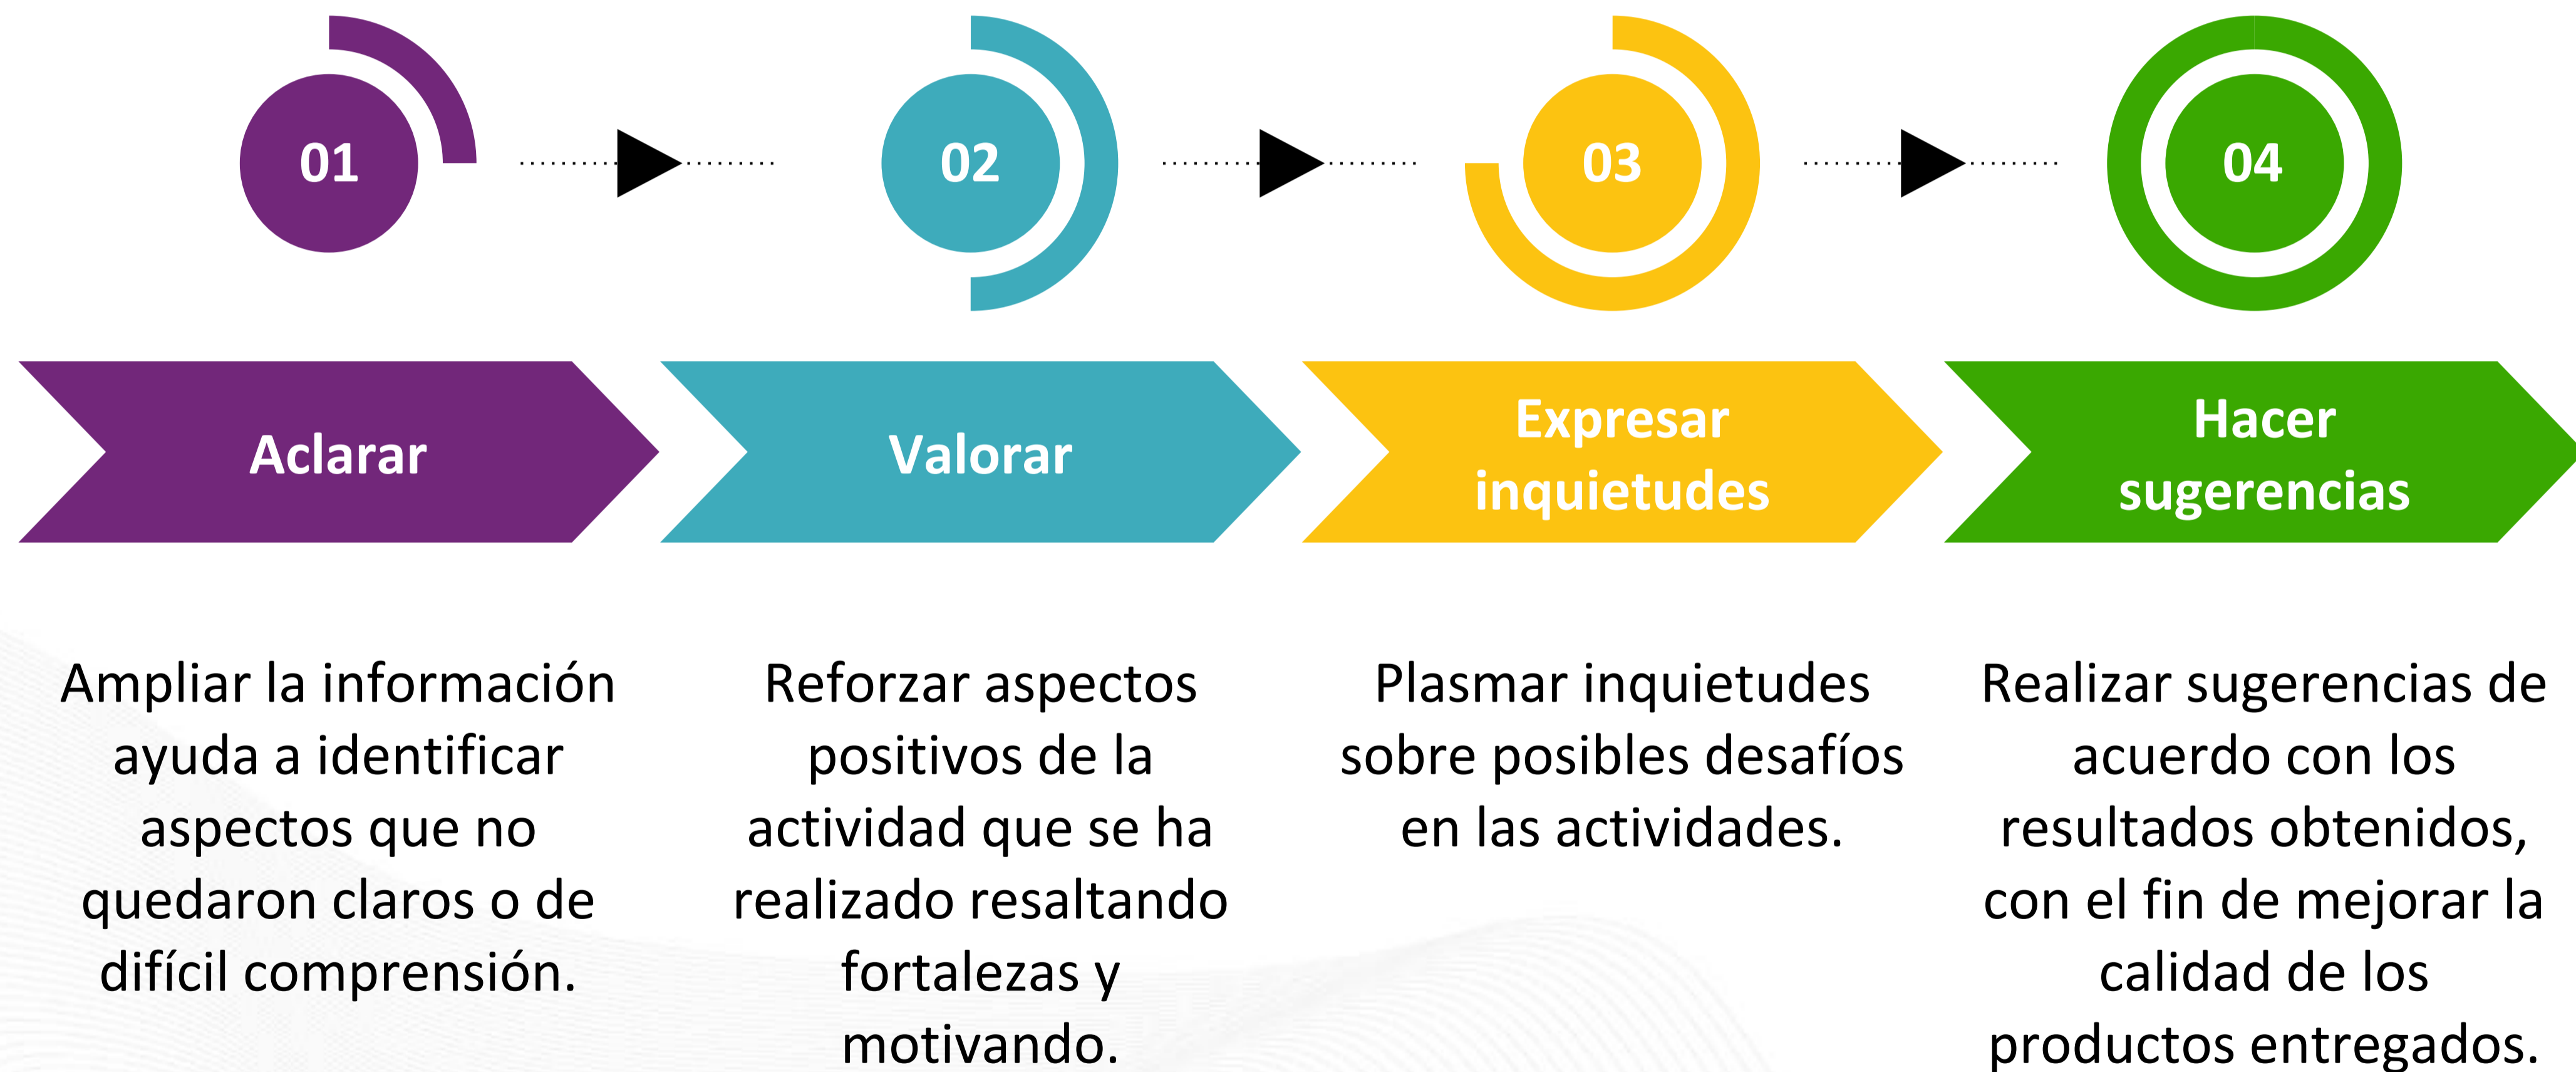 01
02
03
04
Aclarar
Valorar
Expresar
inquietudes
Hacer
sugerencias
Ampliar la información
ayuda a identificar
aspectos que no
quedaron claros o de
difícil comprensión.
Reforzar aspectos
positivos de la
actividad que se ha
realizado resaltando
fortalezas y
motivando.
Plasmar inquietudes
sobre posibles desafíos
en las actividades.
Realizar sugerencias de
acuerdo con los
resultados obtenidos,
con el fin de mejorar la
calidad de los
productos entregados.